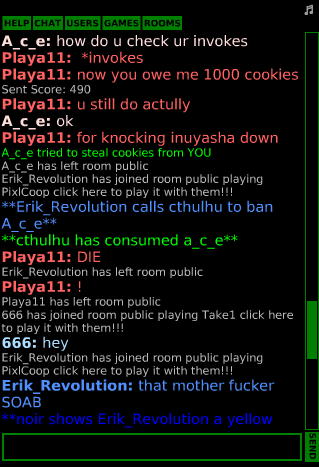 HELP CHAT USERS GAMES ROOMS
A_c_e: how do u check ur invokes
Playa11: *invokes
Playa11: now you owe me 1000 cookies
Sent Score: 490
Playa11: u still do actully
A_c_e: ok
Playa11: for knocking inuyasha down
A_c_e tried to steal cookies from YOU
A_c_e has left room public
Erik_Revolution has joined room public playing
PixlCoop click here to play it with them!!!
**Erik_Revolution calls cthulhu to ban
A_c_e**
**cthulhu has consumed a_c_e**
Playa11: DIE
Erik_Revolution has left room public
Playa11: !
Playa11 has left room public
666 has joined room public playing Take1 click here
to play it with them!!!
666: hey
Erik_Revolution has joined room public playing
PixlCoop click here to play it with them!!!
Erik_Revolution: that mother fucker
SOAB
**noir shows Erik_Revolution a yellow
SEND